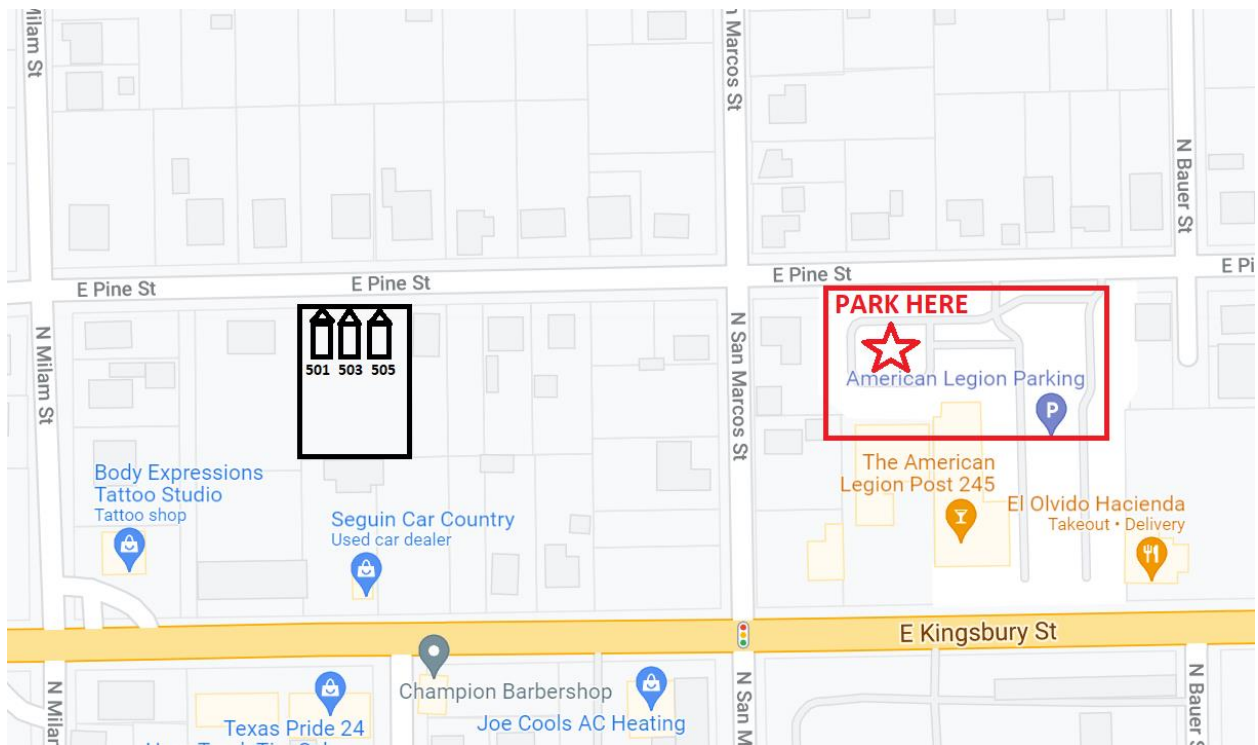 Milam St
n Marcos St
N Bauer St
E Pine St
E Pine St
E Pine St
E Pi
PARK HERE
501 503 505
American Legion Parking
P
N Milam St
N San Marcos St
Body Expressions
Tattoo Studio
Tattoo shop
Seguin Car Country
Used car dealer
The American
Legion Post 245
El Olvido Hacienda
Takeout • Delivery
E Kingsbury St
Champion Barbershop
Joe Cools AC Heating
Texas Pride 24
N Milar
N San M
N Bauer S